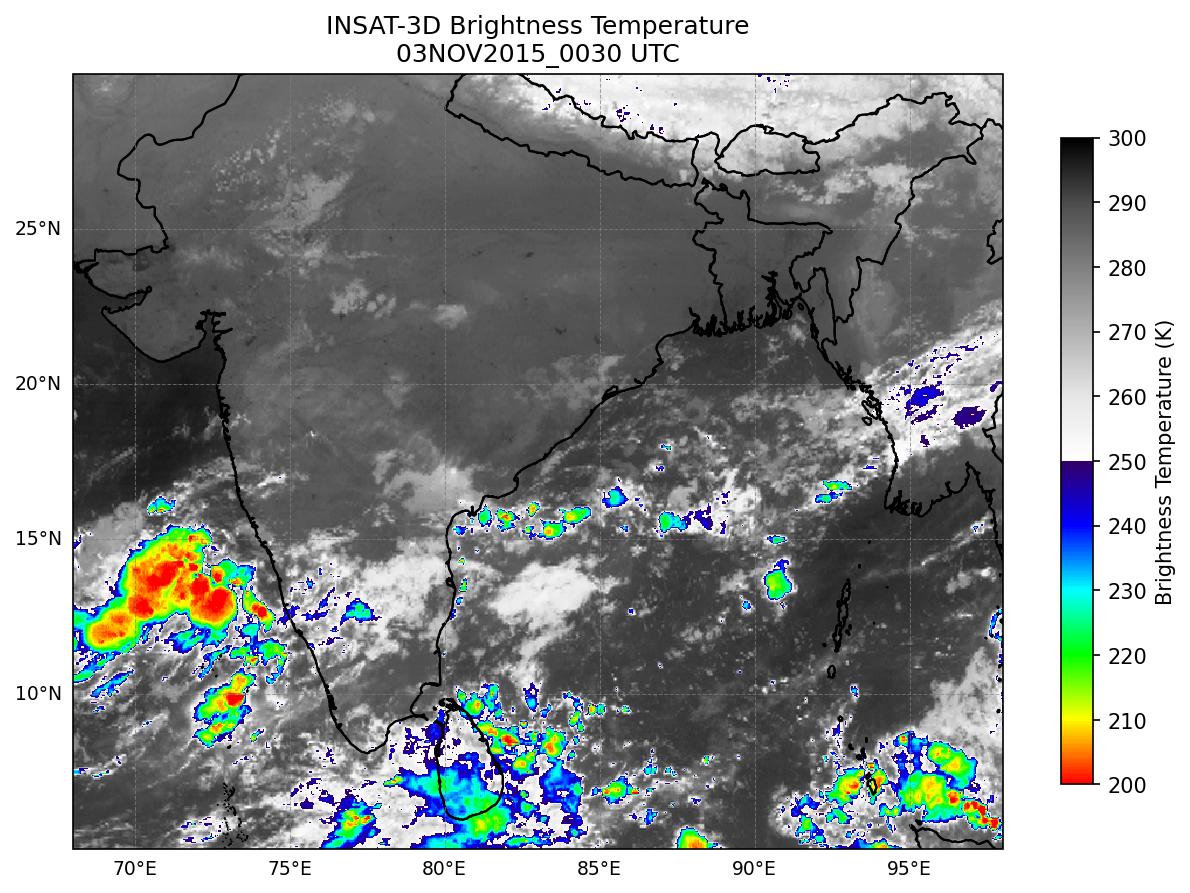 INSAT-3D Brightness Temperature
03NOV2015_0030 UTC
25°N
20°N
15°N
10°N
70°E
75°E
80°E
85°E
90°E
95°E
300
290
280
270
260
250
240
230
220
210
200
Brightness Temperature (K)